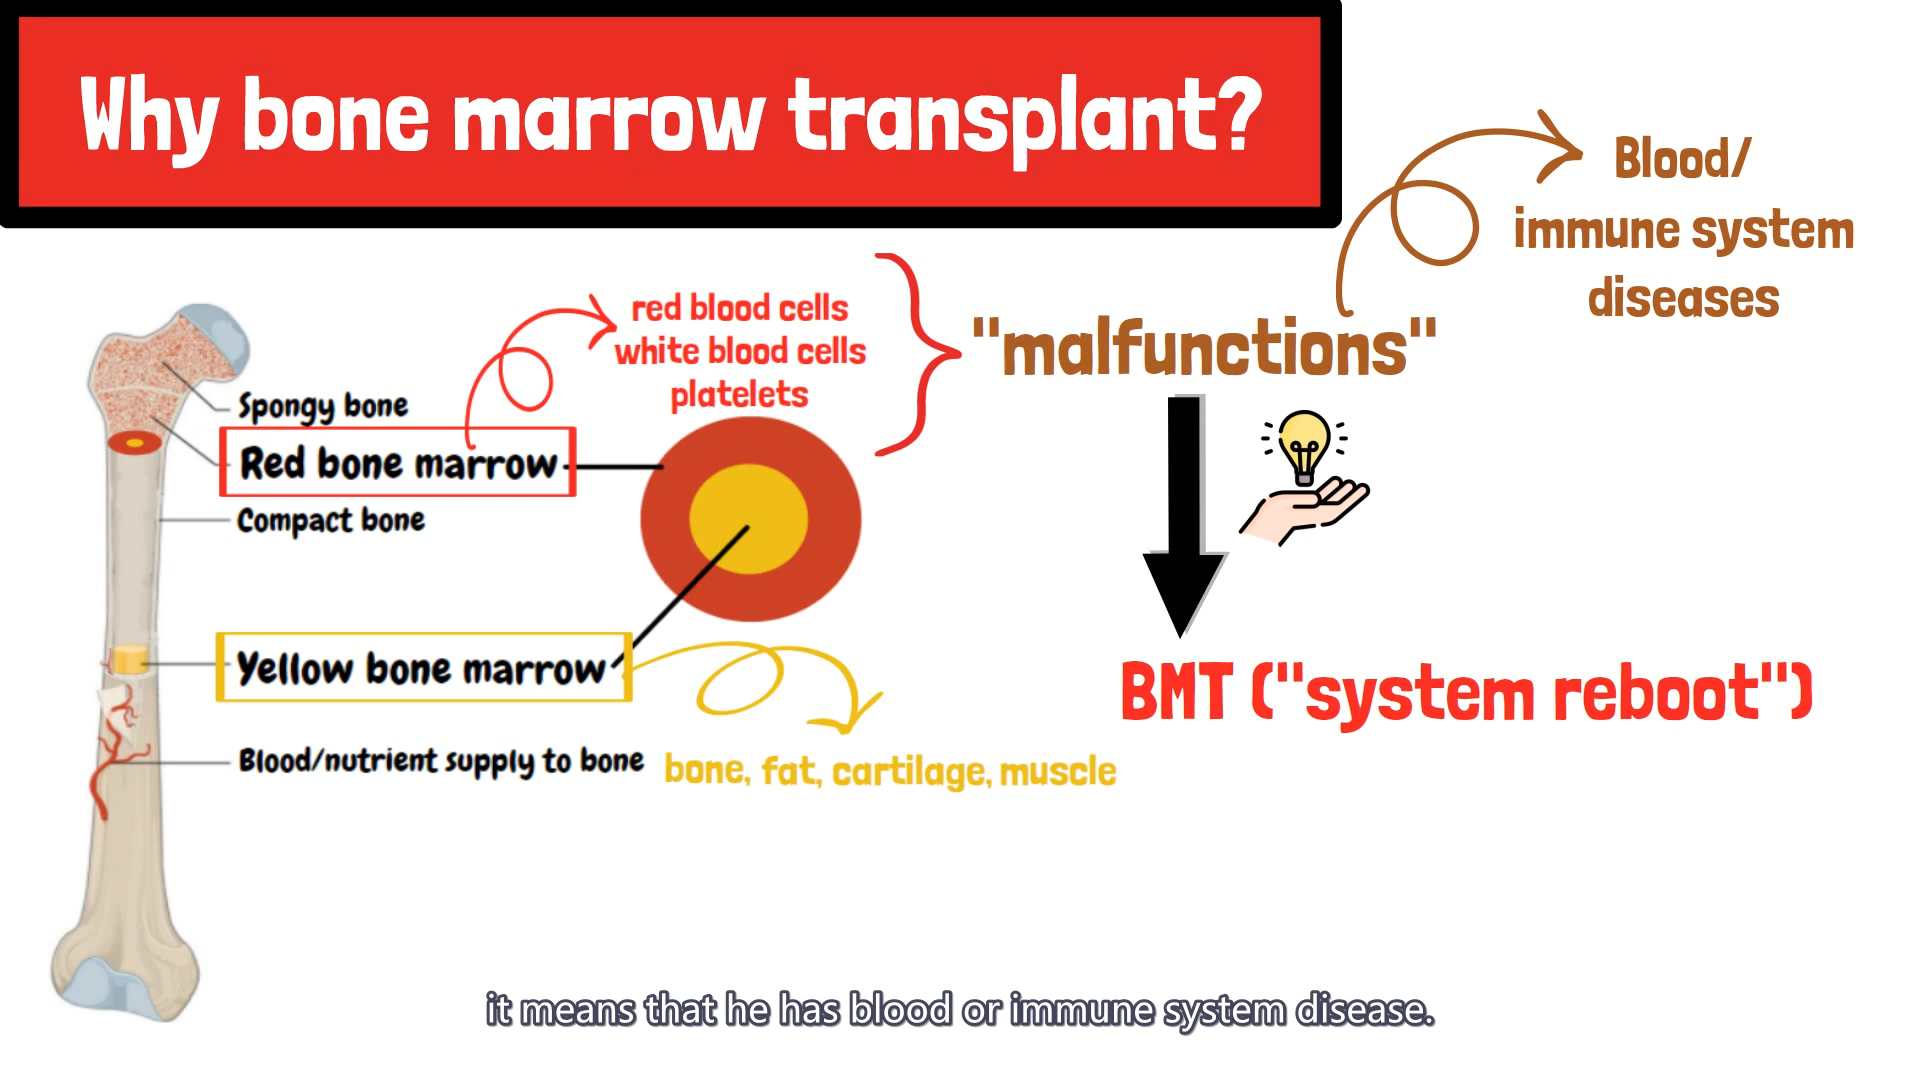 Why bone marrow transplant?
Blood/
immune system
diseases
red blood cells
white blood cells
platelets
"malfunctions"
Spongy bone
Red bone marrow
Compact bone
Yellow bone marrow
BMT ("system reboot")
Blood/nutrient supply to bone
bone, fat, cartilage, muscle
it means that he has blood or immune system disease.